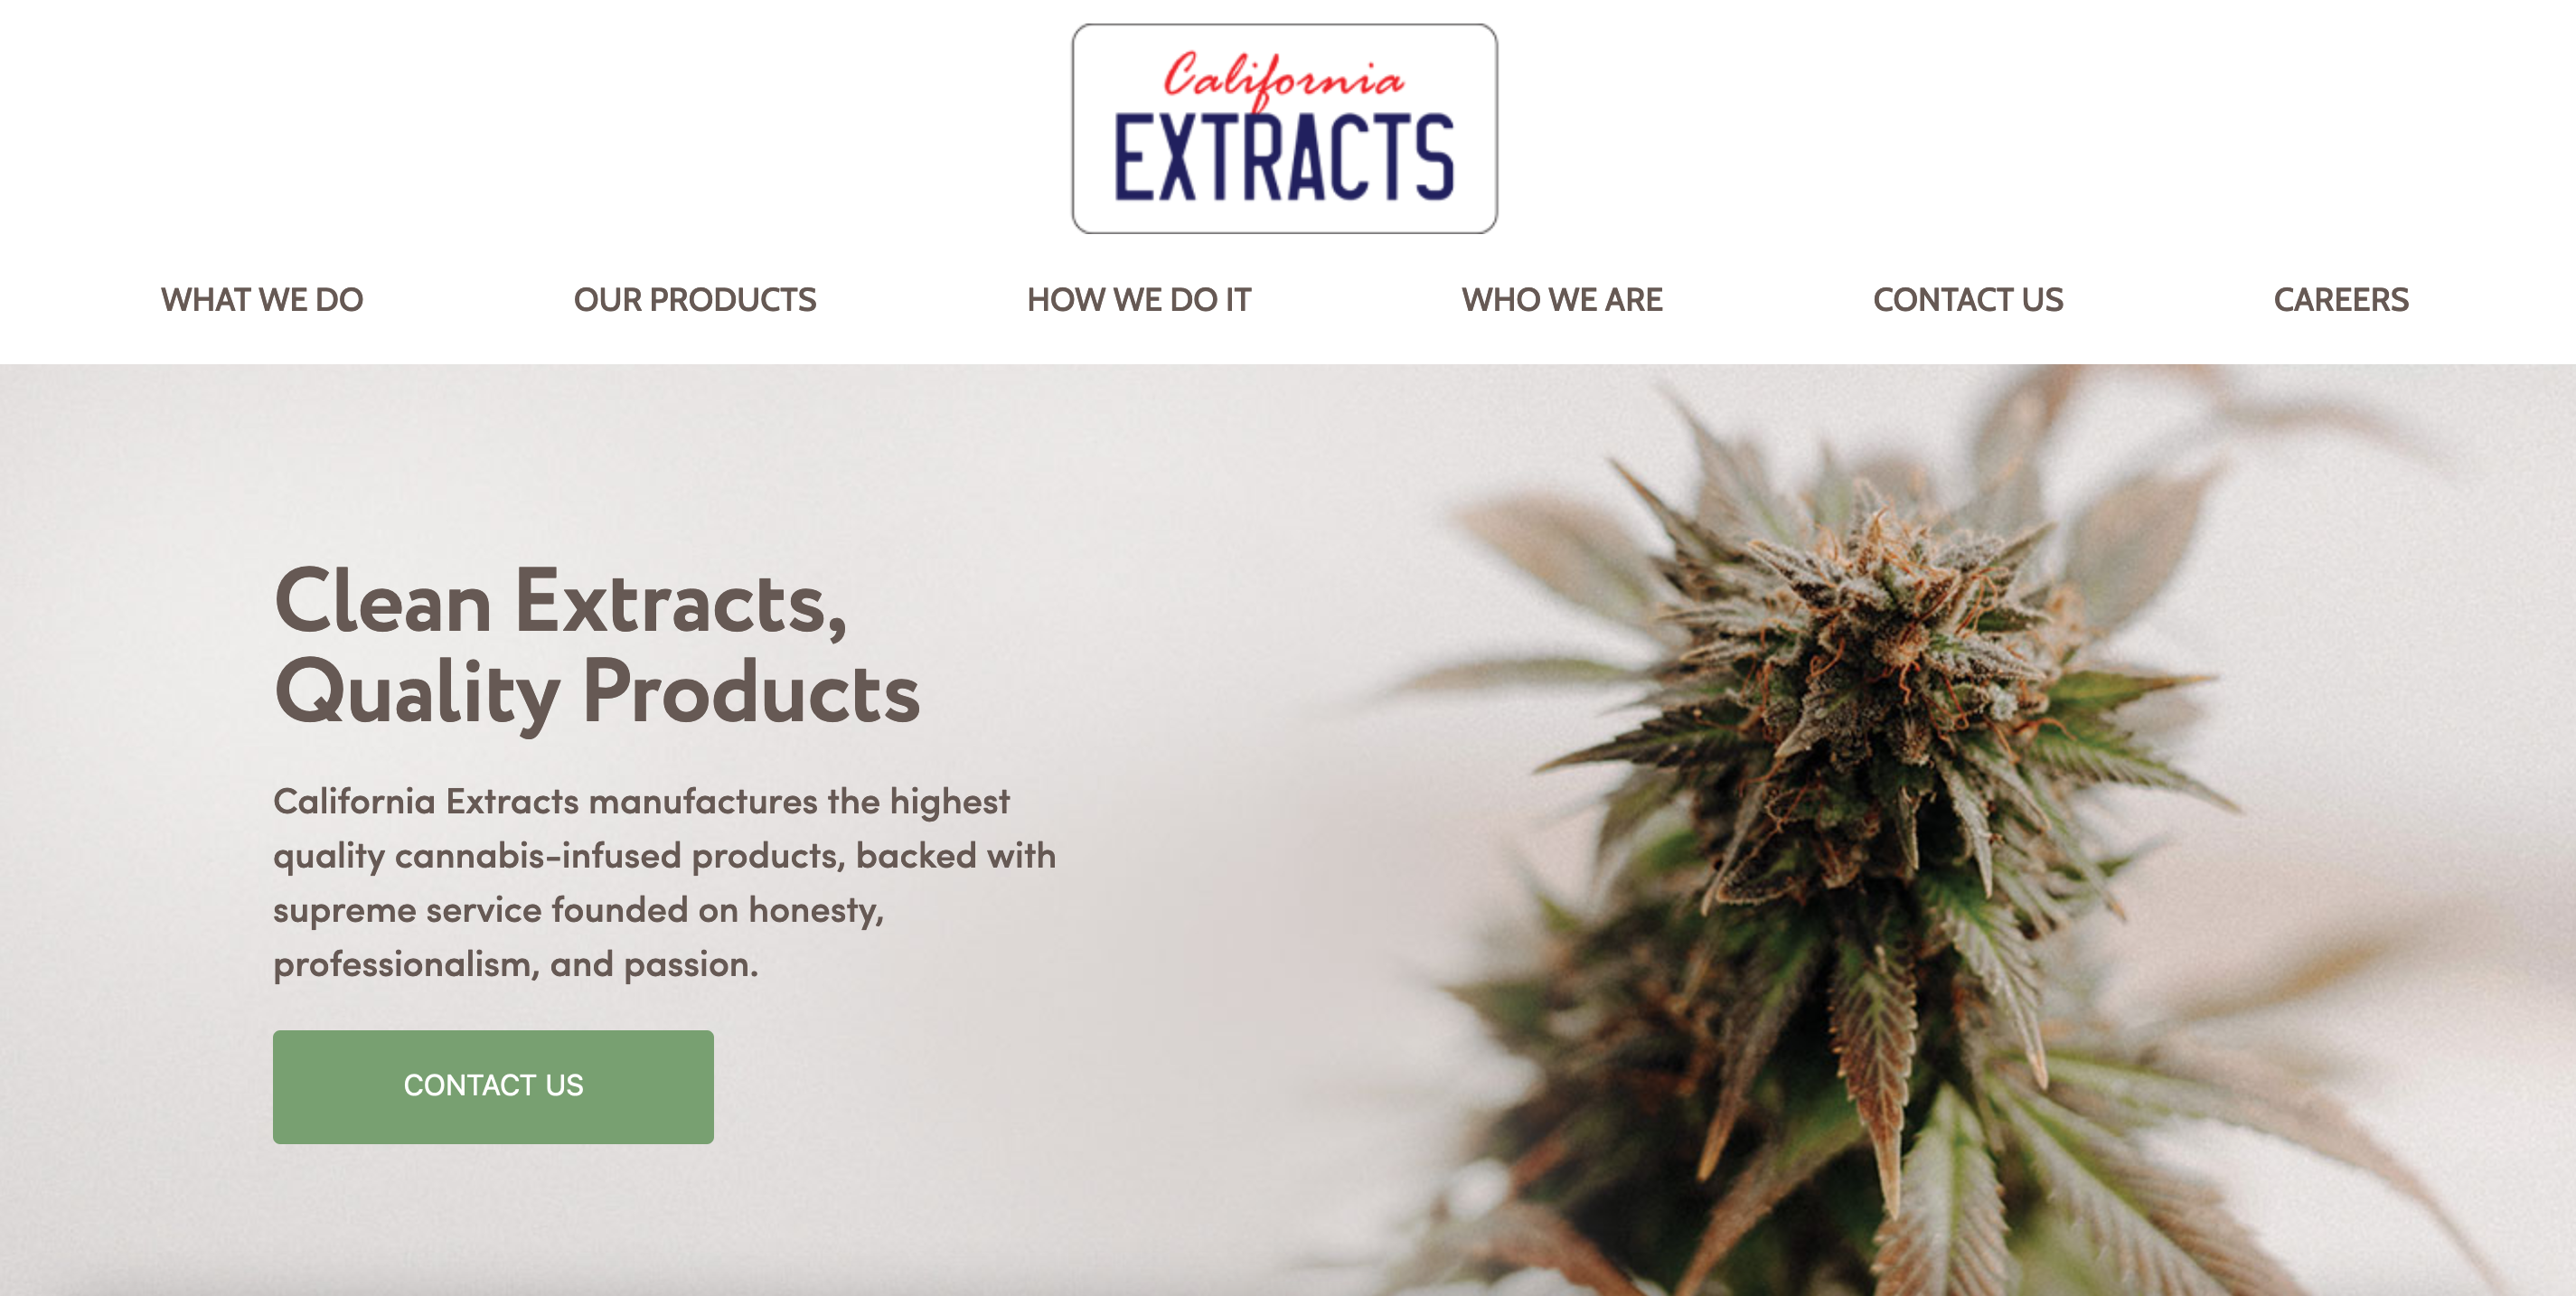 California
EXTRACTS
WHAT WE DO
OUR PRODUCTS
HOW WE DO IT
WHO WE ARE
CONTACT US
CAREERS
Clean Extracts,
Quality Products
California Extracts manufactures the highest
quality cannabis-infused products, backed with
supreme service founded on honesty,
professionalism, and passion.
CONTACT US